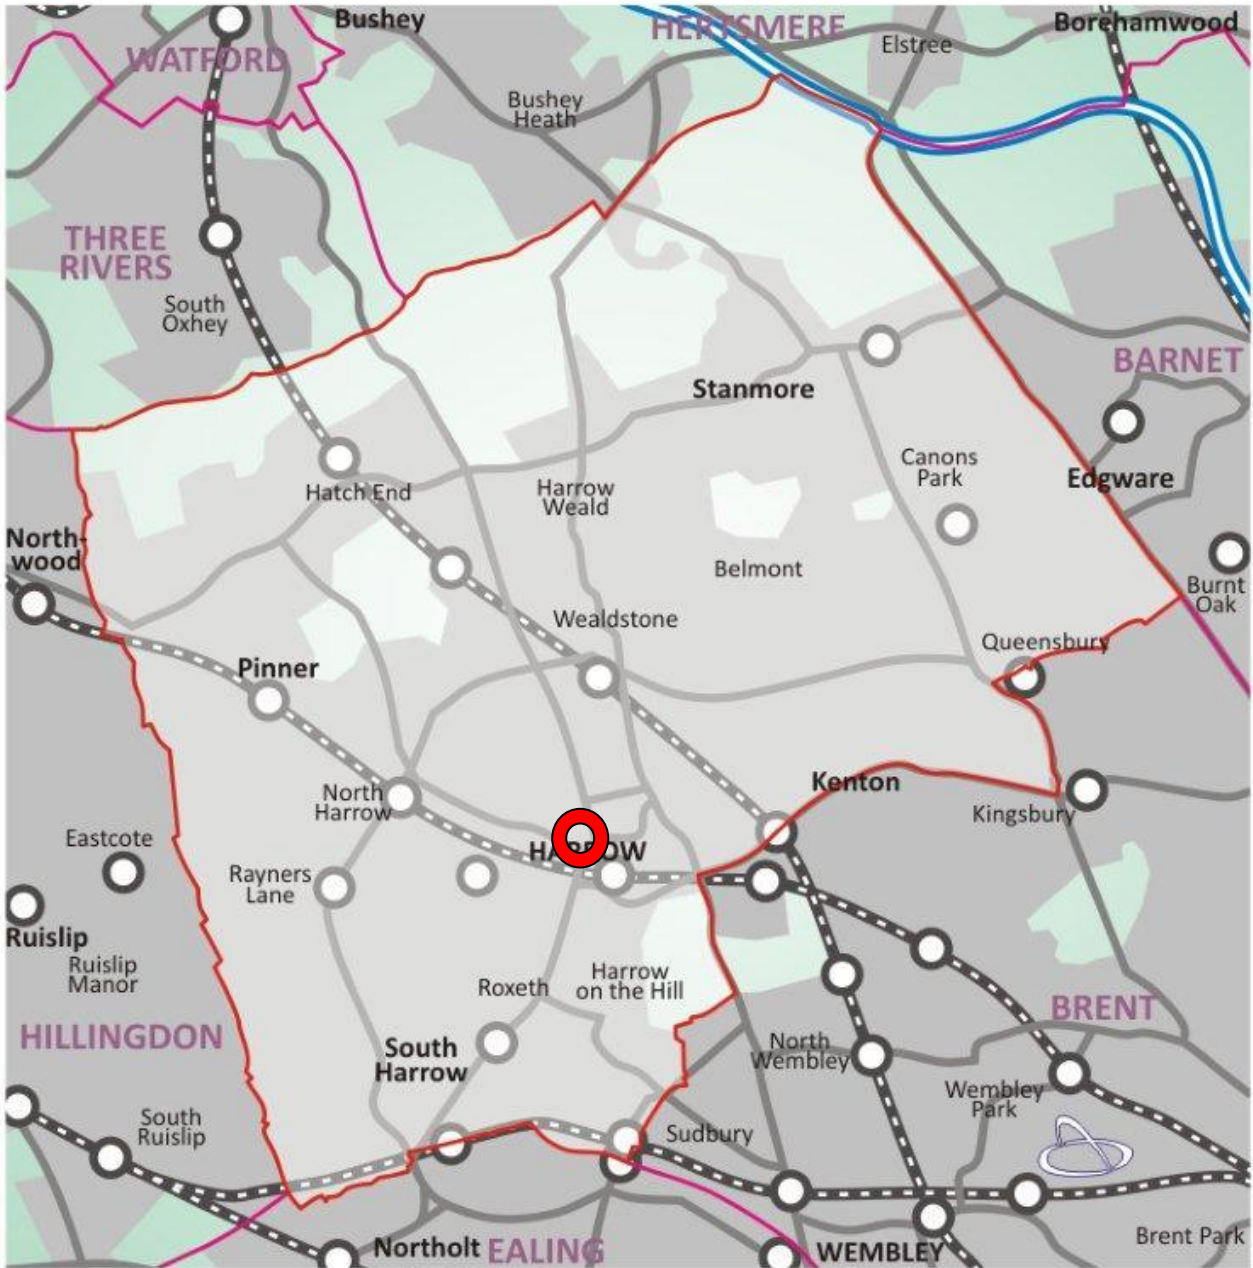 Bushey
HERTSMERE
Borehamwood
WATFORD
Elstree
Bushey
Heath
THREE
RIVERS
South
Oxhey
BARNET
Stanmore
Canons
Park
Edgware
Hatch End
Harrow
Weald
North-
wood
Belmont
Burnt
Oak
Wealdstone
Queensbury
Pinner
Kenton
North
Harrow
Kingsbury
Eastcote
HARROW
Rayners
Lane
Ruislip
Ruislip
Manor
Roxeth
Harrow
on the Hill
BRENT
HILLINGDON
South
Harrow
North
Wembley
Wembley
Park
South
Ruislip
Sudbury
Northolt
EALING
WEMBLEY
Brent Park